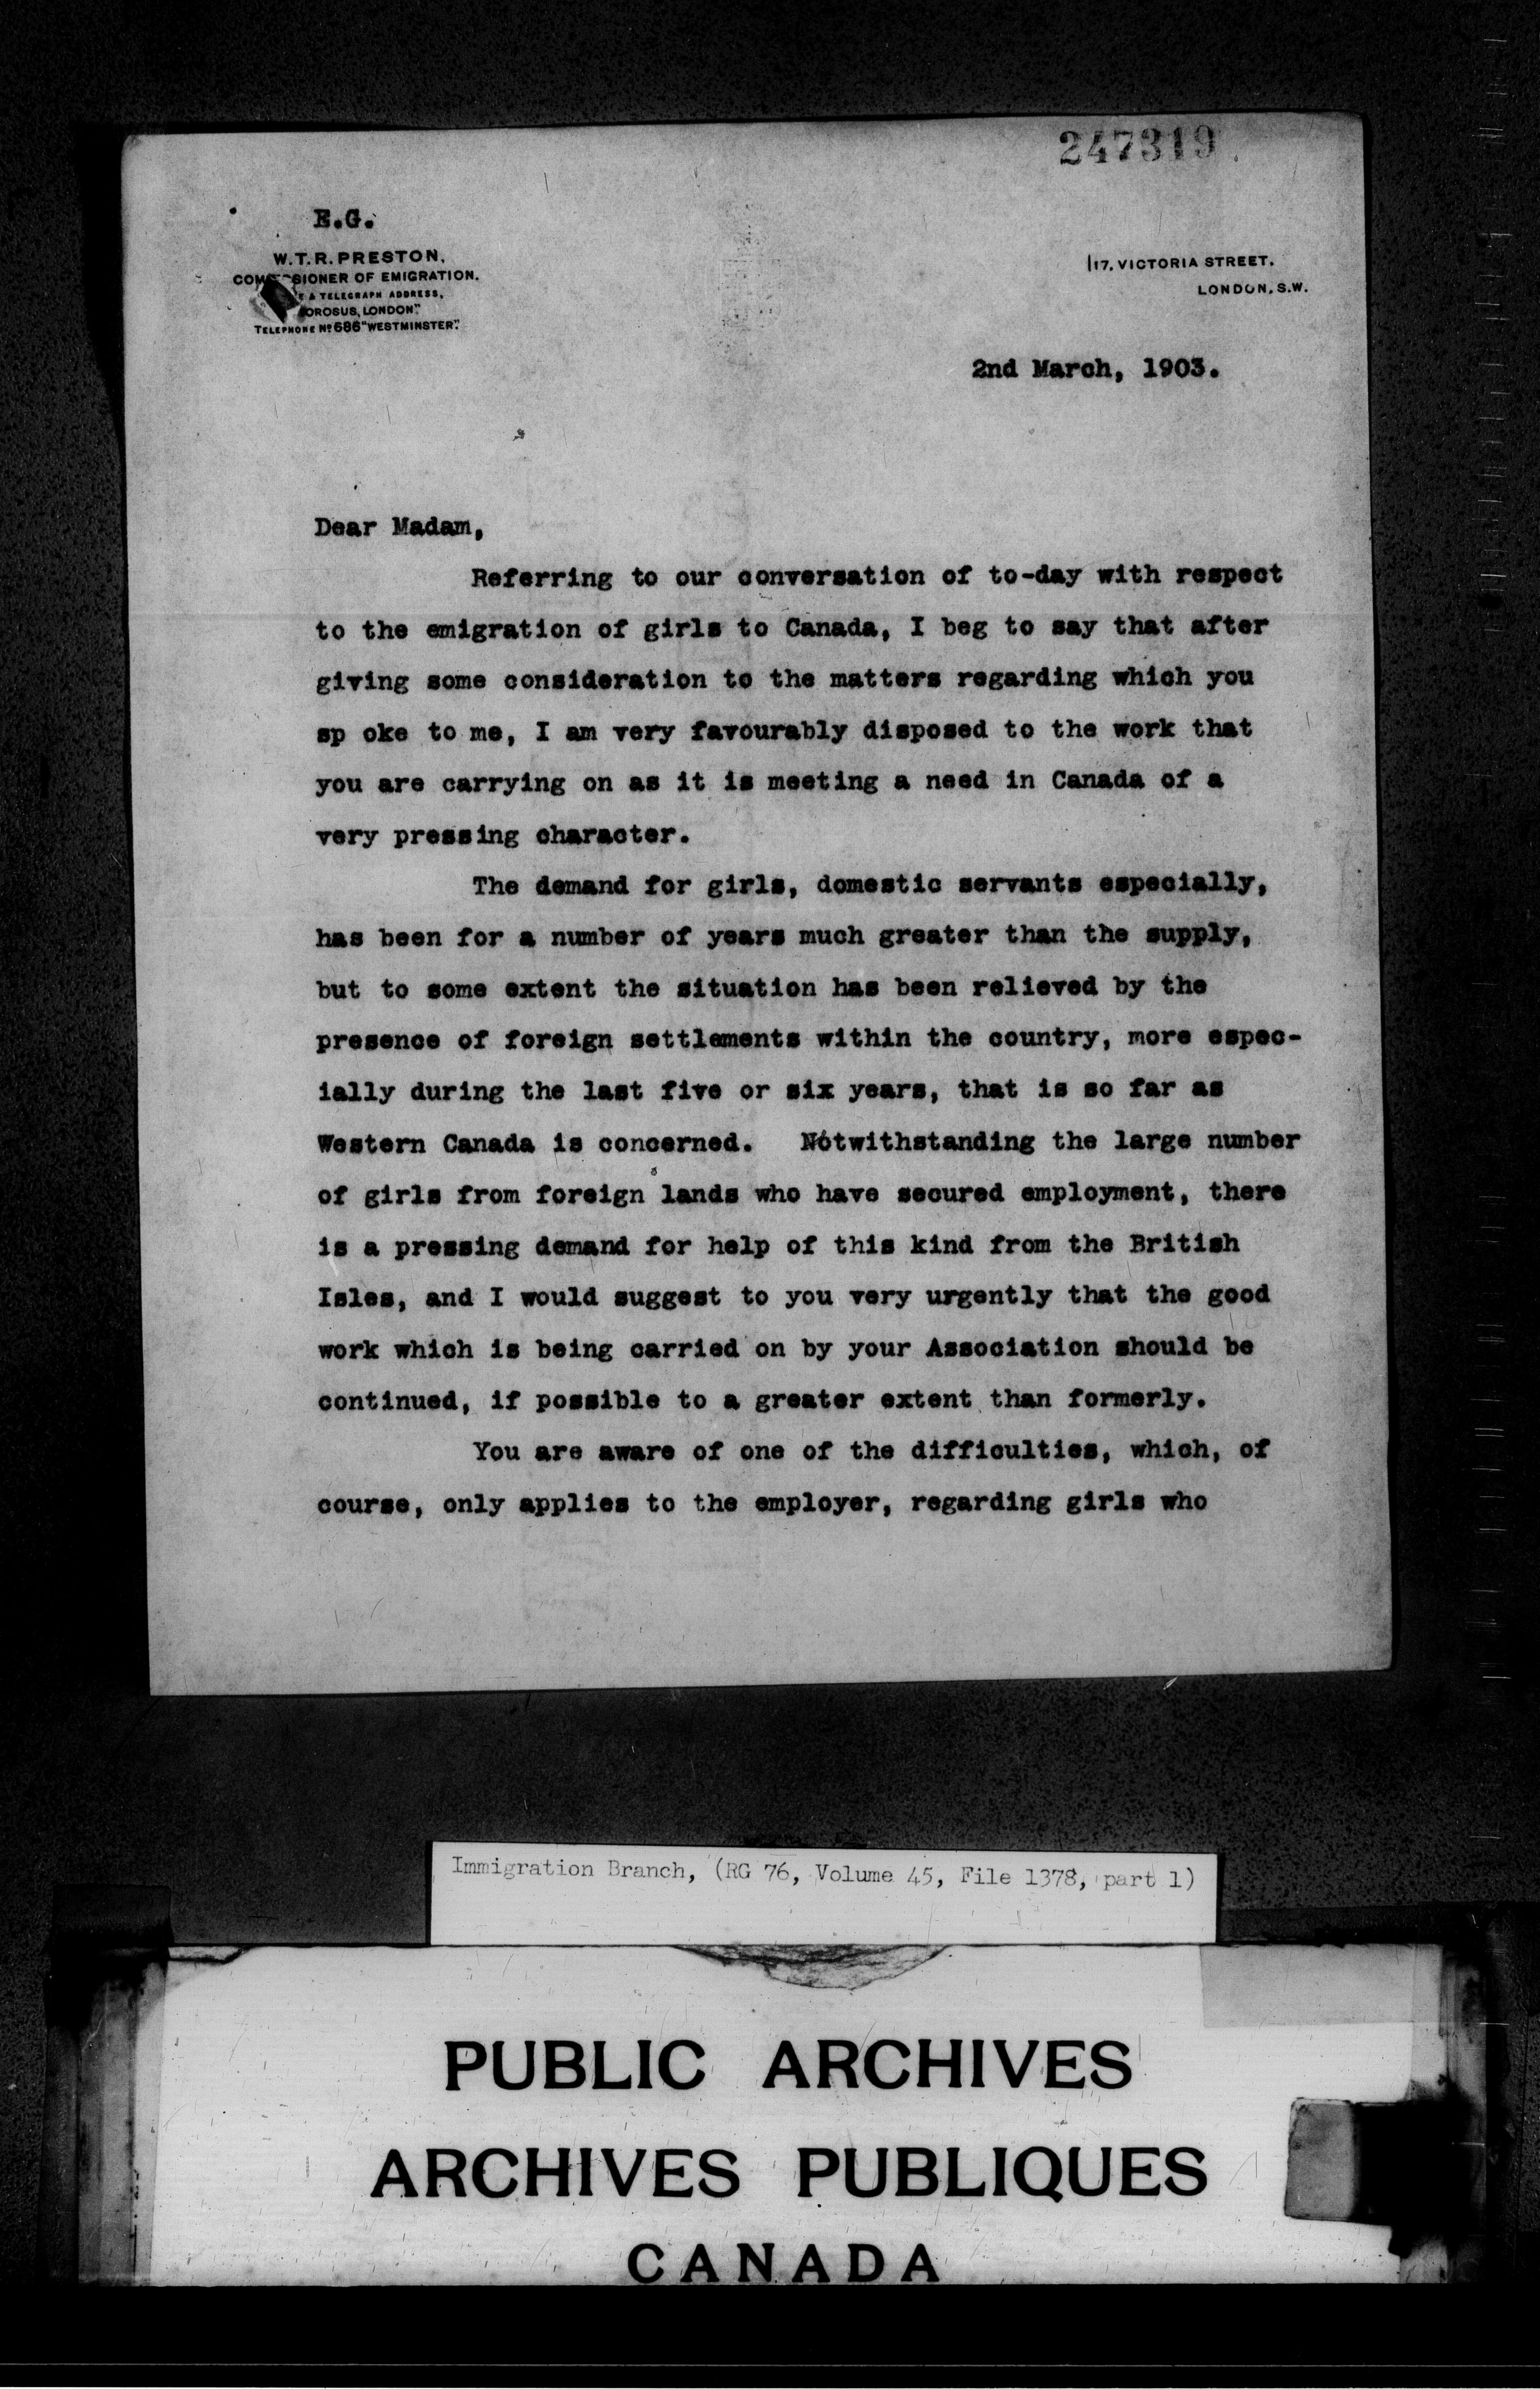 247319
E.G.
W.T.R. PRESTON,
COMMISSIONER OF EMIGRATION.
& TELEGRAPH ADDRESS,
LONDON".
TELEPHONE Nº 686 "WESTMINSTER".
17, VICTORIA STREET,
LONDON, S.W.
2nd March, 1903.
Dear Madam,
Referring to our conversation of to-day with respect
to the emigration of girls to Canada, I beg to say that after
giving some consideration to the matters regarding which you
sp oke to me, I am very favourably disposed to the work that
you are carrying on as it is meeting a need in Canada of a
very pressing character.
The demand for girls, domestic servants especially,
has been for a number of years much greater than the supply,
but to some extent the situation has been relieved by the
presence of foreign settlements within the country, more espec-
ially during the last five or six years, that is so far as
Western Canada is concerned. Notwithstanding the large number
of girls from foreign lands who have secured employment, there
is a pressing demand for help of this kind from the British
Isles, and I would suggest to you very urgently that the good
work which is being carried on by your Association should be
continued, if possible to a greater extent than formerly.
You are aware of one of the difficulties, which, of
course, only applies to the employer, regarding girls who
Immigration Branch, (RG 76, Volume 45, File 1378, part 1)
PUBLIC ARCHIVES
ARCHIVES PUBLIQUES
CANADA